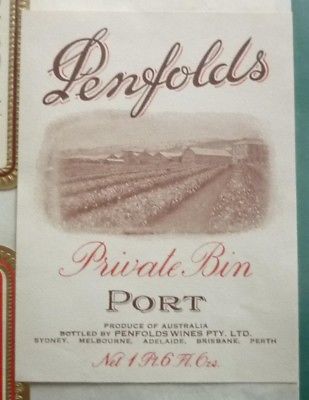 Penfolds
Private Bin
PORT
PRODUCE OF AUSTRALIA
BOTTLED BY PENFOLDS WINES PTY. LTD.
SYDNEY, MELBOURNE, ADELAIDE, BRISBANE, PERTH
Net 1 Pt. 6 Fl. Ozs.